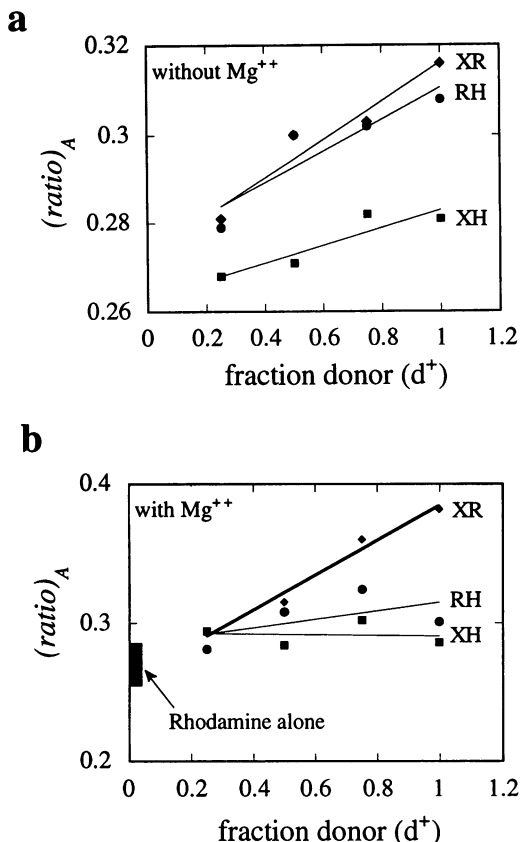 a
0.32
without Mg++
XR
RH
0.3
(ratio)A
0.28
XH
0.26
0 0.2 0.4 0.6 0.8 1 1.2
fraction donor (d+)
b
0.4
with Mg++
XR
(ratio)A
RH
0.3
XH
Rhodamine alone
0.2
0 0.2 0.4 0.6 0.8 1 1.2
fraction donor (d+)